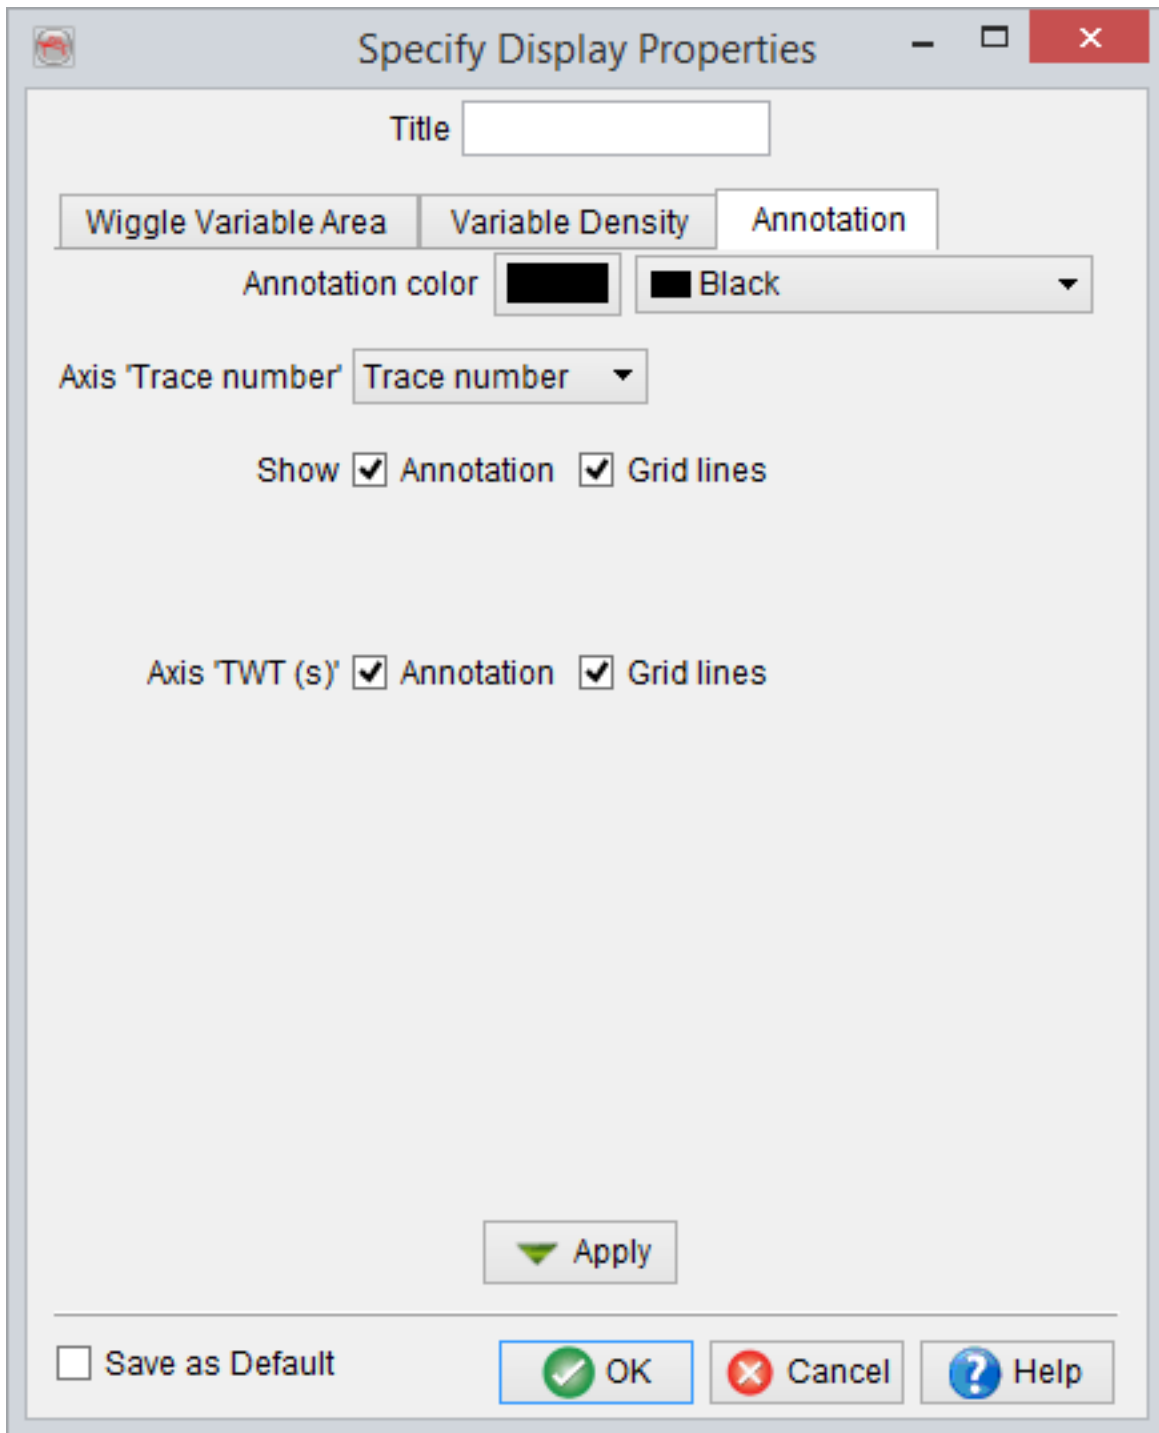 Specify Display Properties
Title
Wiggle Variable Area Variable Density Annotation
Annotation color Black
Axis 'Trace number' Trace number
Show Annotation Grid lines
Axis 'TWT (s)' Annotation Grid lines
Apply
Save as Default OK Cancel Help